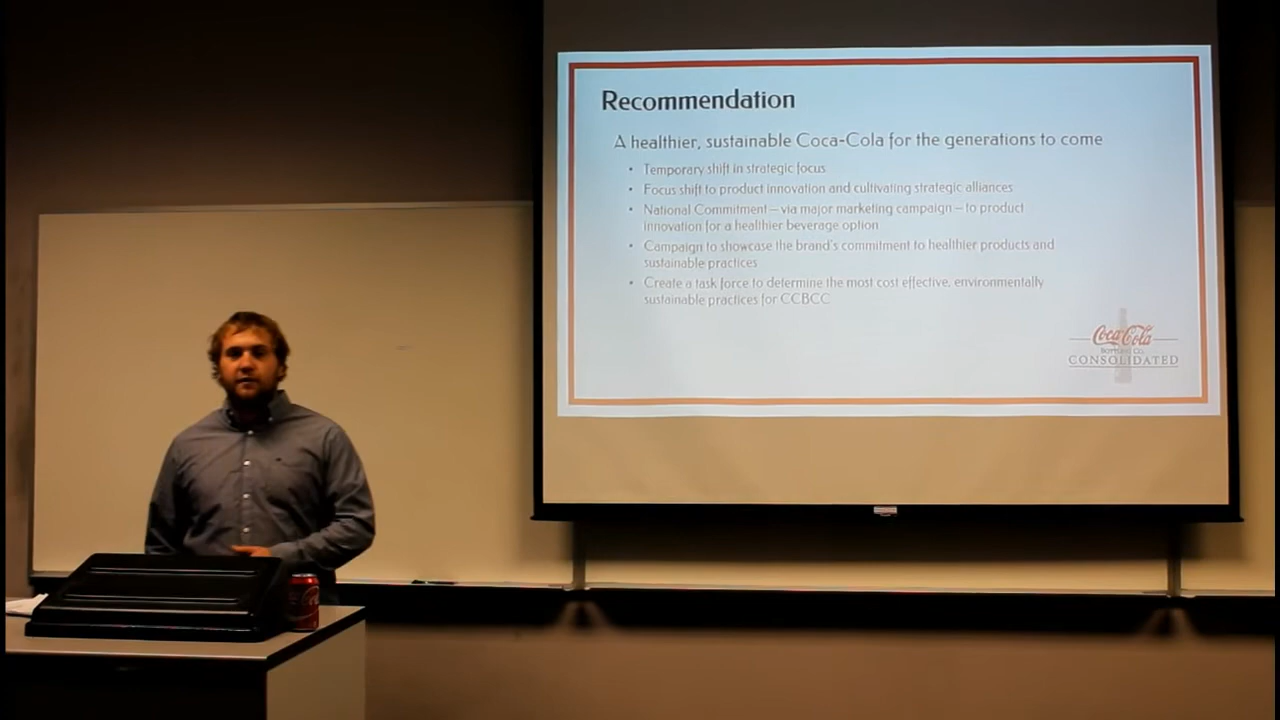 Recommendation
A healthier, sustainable Coca-Cola for the generations to come
• Temporary shift in strategic focus
• Focus shift to product innovation and cultivating strategic alliances
• National Commitment – via major marketing campaign – to product
innovation for a healthier beverage option
• Campaign to showcase the brand's commitment to healthier products and
sustainable practices
• Create a task force to determine the most cost effective, environmentally
sustainable practices for CCBCC
Coca-Cola
BOTTLING CO.
CONSOLIDATED